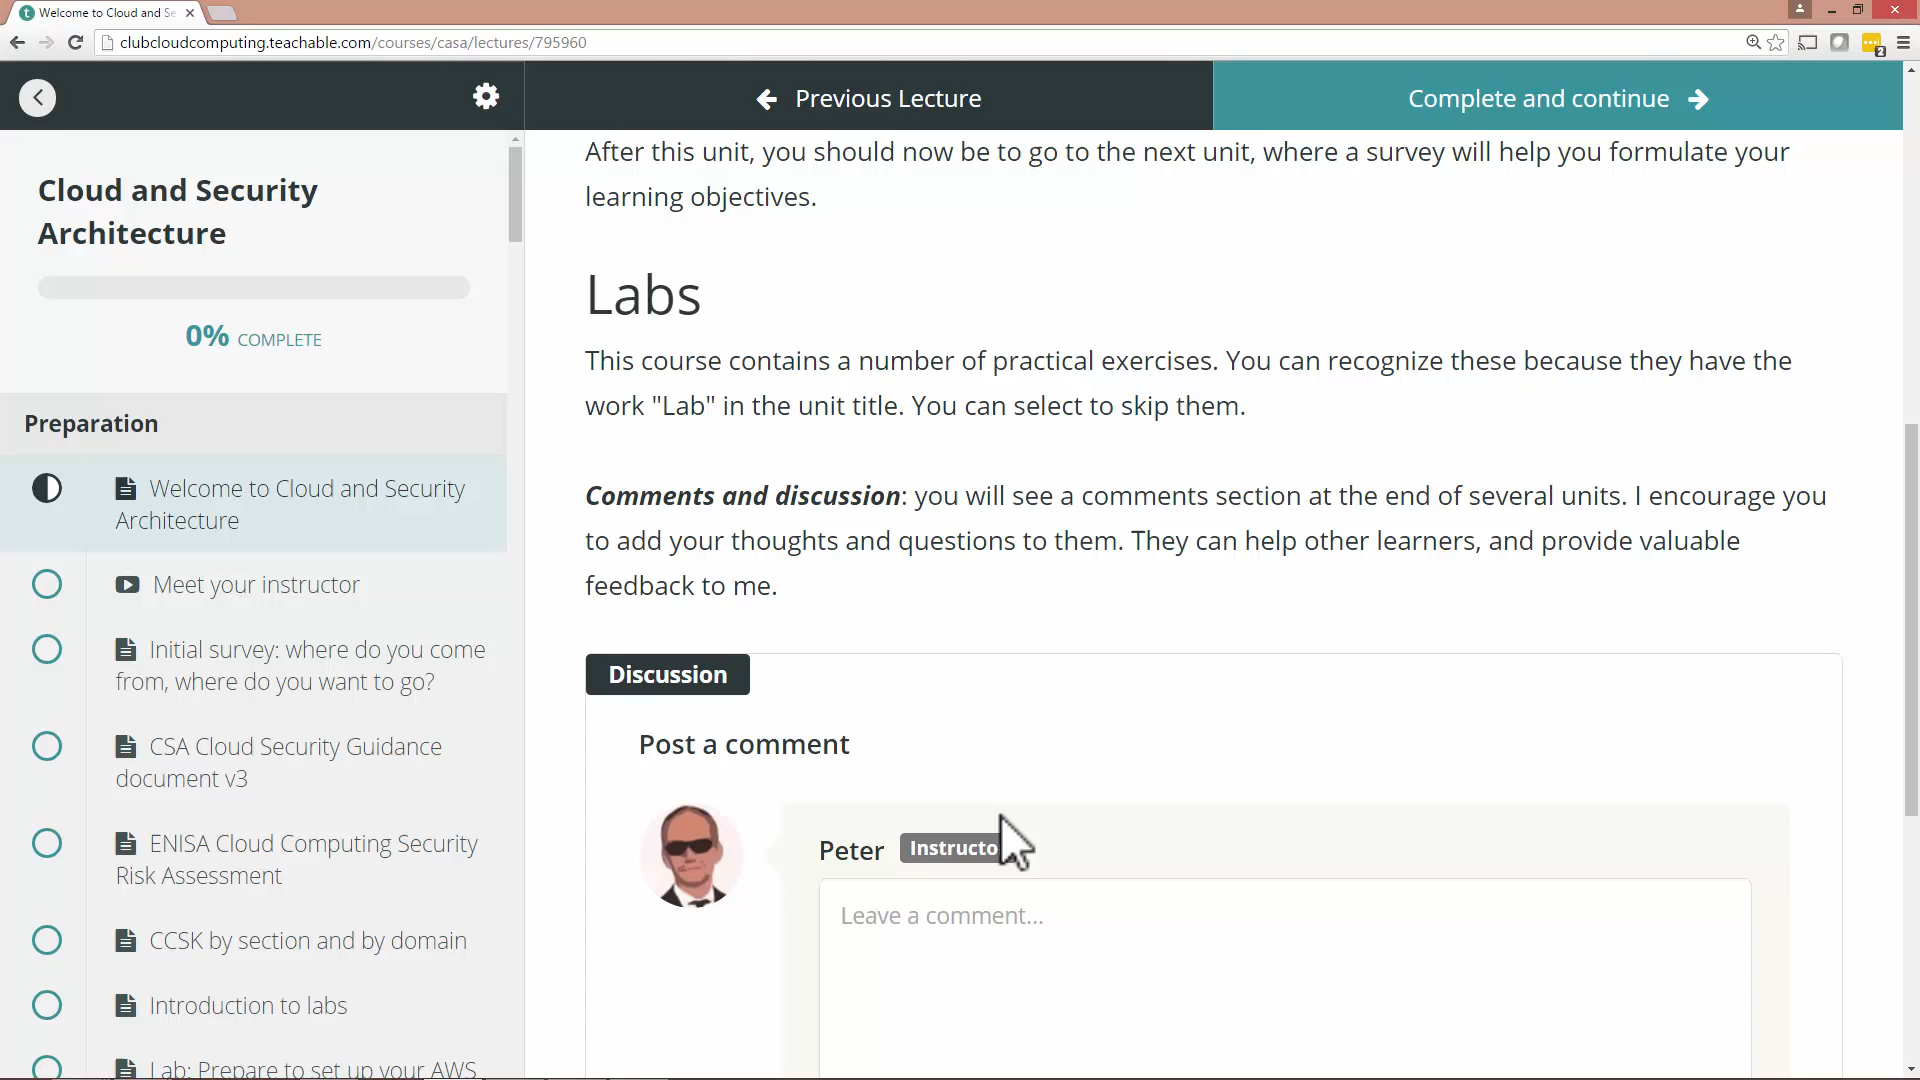 Welcome to Cloud and Se
clubcloudcomputing.teachable.com/courses/casa/lectures/795960
2
Previous Lecture
Complete and continue
Cloud and Security
Architecture
0% COMPLETE
Preparation
Welcome to Cloud and Security
Architecture
Meet your instructor
Initial survey: where do you come
from, where do you want to go?
CSA Cloud Security Guidance
document v3
ENISA Cloud Computing Security
Risk Assessment
CCSK by section and by domain
Introduction to labs
Lab: Prepare to set up your AWS
After this unit, you should now be to go to the next unit, where a survey will help you formulate your
learning objectives.
Labs
This course contains a number of practical exercises. You can recognize these because they have the
work "Lab" in the unit title. You can select to skip them.
Comments and discussion: you will see a comments section at the end of several units. I encourage you
to add your thoughts and questions to them. They can help other learners, and provide valuable
feedback to me.
Discussion
Post a comment
Peter Instructo
Leave a comment...